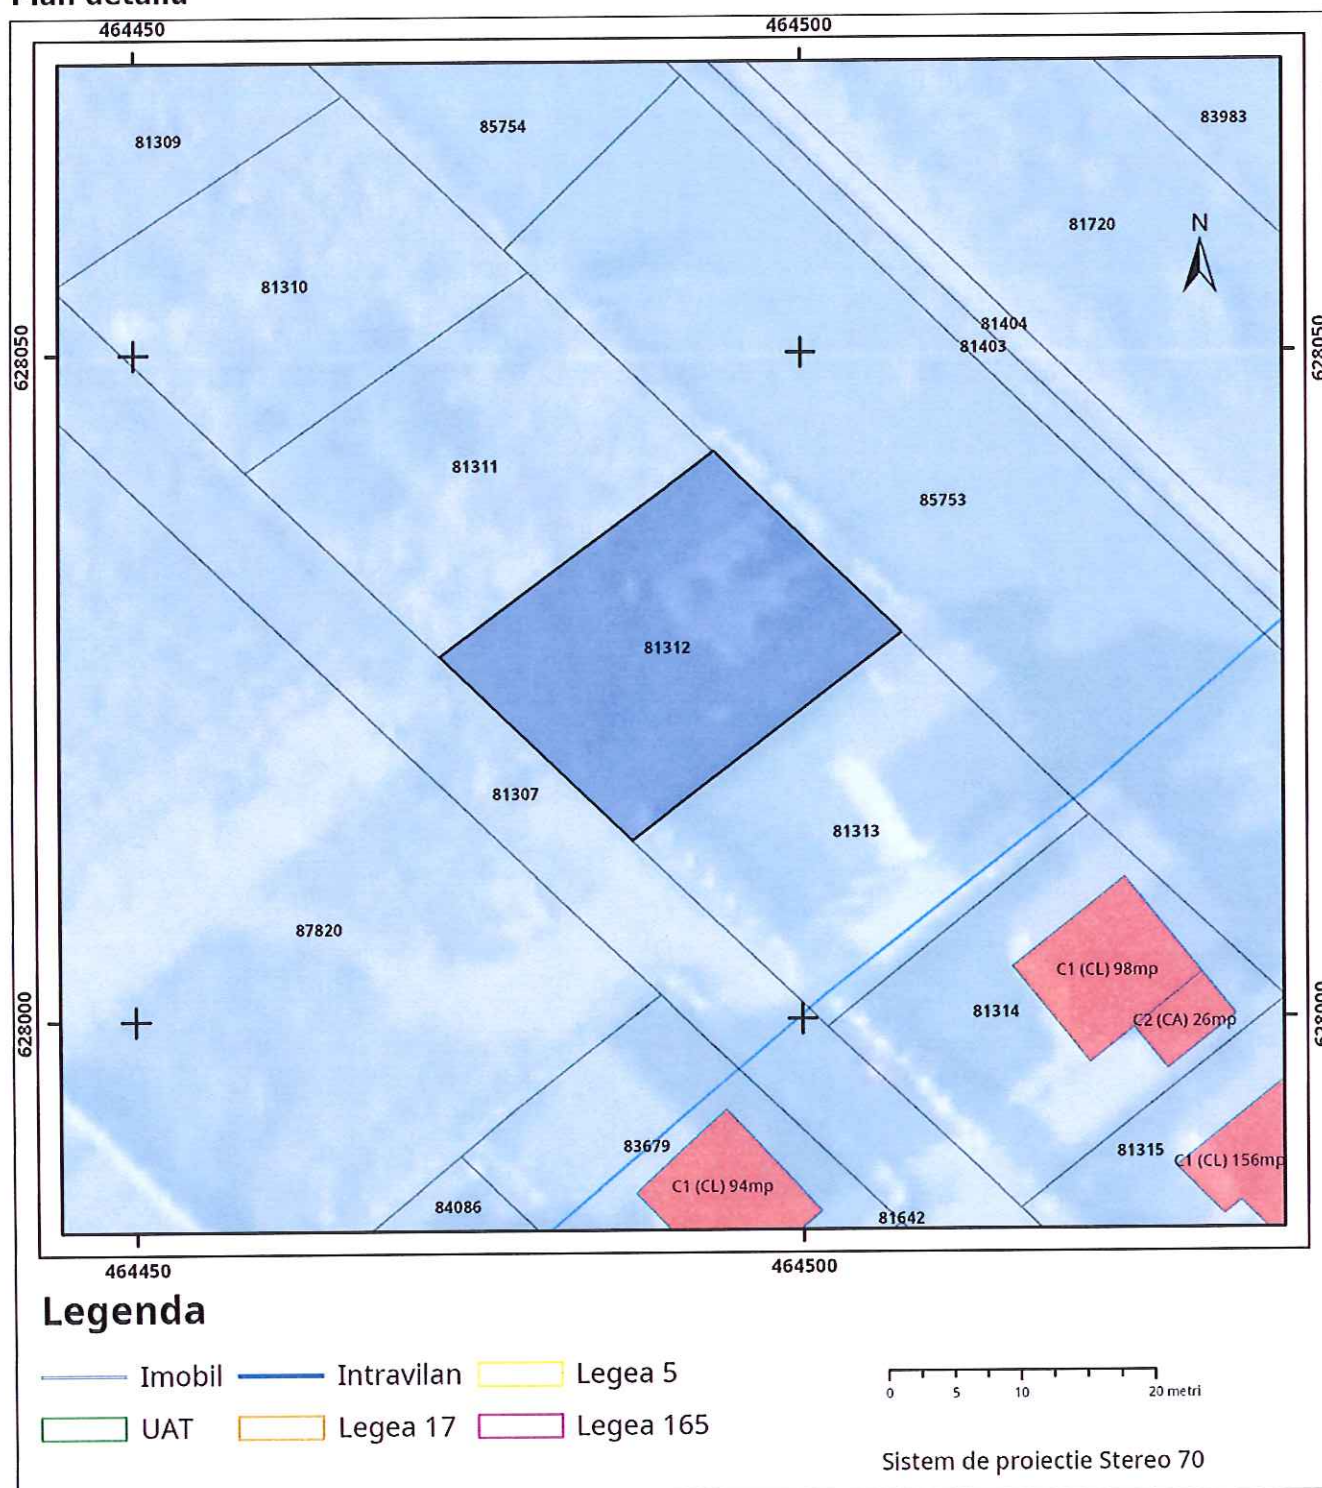 Plan detaliu
464450 464500
81309 85754 83983
81720
N
81310
81404
81403
628050 628050
81311
85753
81312
81307
81313
87820
C1 (CL) 98mp
81314
C2 (CA) 26mp
628000 628000
83679
81315
C1 (CL) 156mp
C1 (CL) 94mp
84086
81642
464450 464500
Legenda
Imobil Intravilan Legea 5
UAT Legea 17 Legea 165
0 5 10 20 metri
Sistem de proiectie Stereo 70